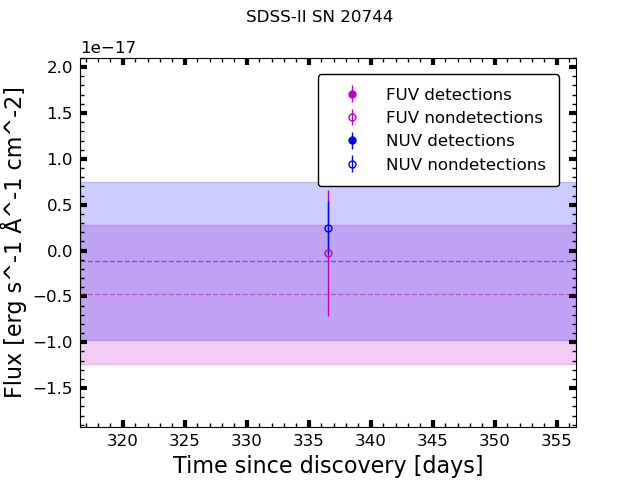 SDSS-II SN 20744
1e−17
2.0
1.5
1.0
0.5
0.0
−0.5
−1.0
−1.5
Flux [erg s^-1 Å^-1 cm^-2]
FUV detections
FUV nondetections
NUV detections
NUV nondetections
320 325 330 335 340 345 350 355
Time since discovery [days]